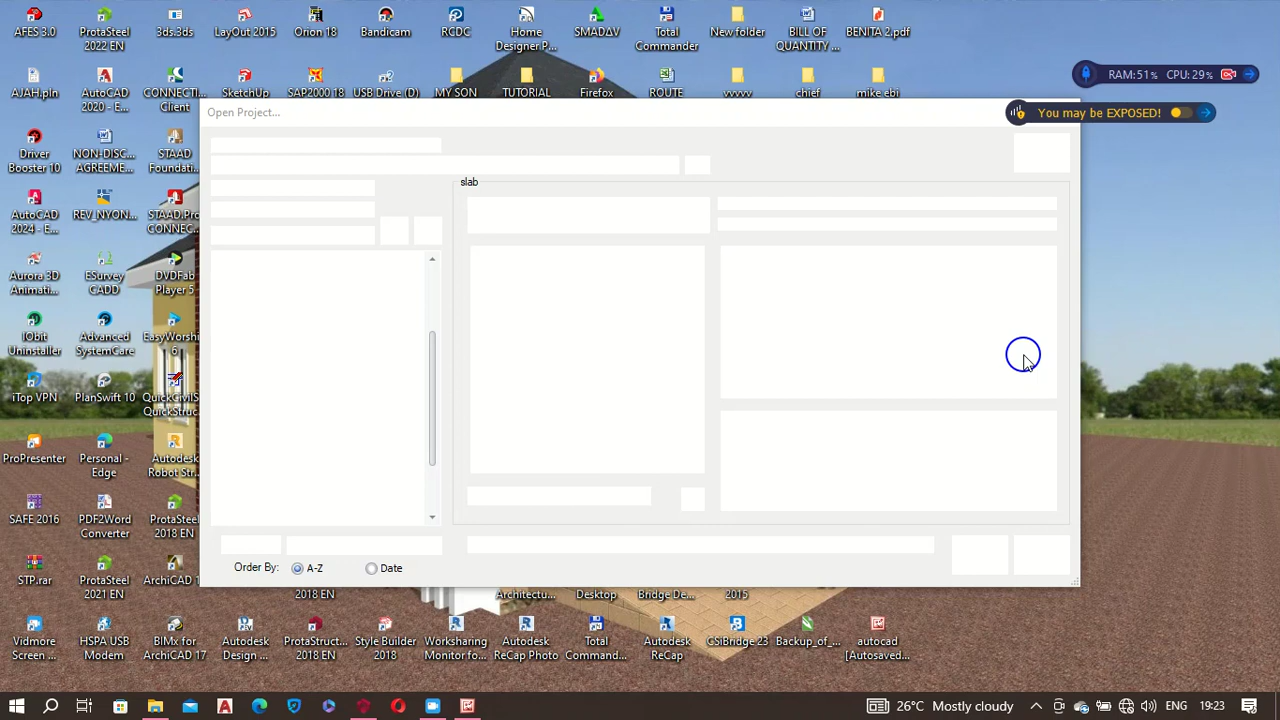 AFES 3.0
ProtaSteel
2022 EN
3ds.3ds
LayOut 2015
Orion 18
Bandicam
RCDC
Home
Designer P...
SMADΔV
Total
Commander
New folder
BILL OF
QUANTITY ...
BENITA 2.pdf
AJAH.pln
AutoCAD
2020 - E...
CONNECTI...
Client
SketchUp
SAP2000 18
USB Drive (D)
MY SON
TUTORIAL
Firefox
ROUTE
vvvvv
chief
mike ebi
RAM:51% CPU:29%
You may be EXPOSED!
Open Project...
slab
Driver
Booster 10
NON-DISC...
AGREEME...
STAAD
Foundati...
AutoCAD
2024 - E...
REV_NYON...
STAAD.Pro
CONNEC...
Aurora 3D
Animati...
ESurvey
CADD
DVDFab
Player 5
IObit
Uninstaller
Advanced
SystemCare
EasyWorshi
6
iTop VPN
PlanSwift 10
QuickCivilS
QuickStruc
ProPresenter
Personal -
Edge
Autodesk
Robot Str...
SAFE 2016
PDF2Word
Converter
ProtaSteel
2018 EN
STP.rar
ProtaSteel
2021 EN
ArchiCAD 1
2018 EN
Order By:
A-Z
Date
Architectu...
Desktop
Bridge De...
2015
Vidmore
Screen ...
HSPA USB
Modem
BIMx for
ArchiCAD 17
Autodesk
Design ...
ProtaStruct...
2018 EN
Style Builder
2018
Worksharing
Monitor fo...
Autodesk
ReCap Photo
Total
Comman...
Autodesk
ReCap
CSiBridge 23
Backup_of_...
autocad
[Autosaved...
26°C Mostly cloudy
ENG
19:23